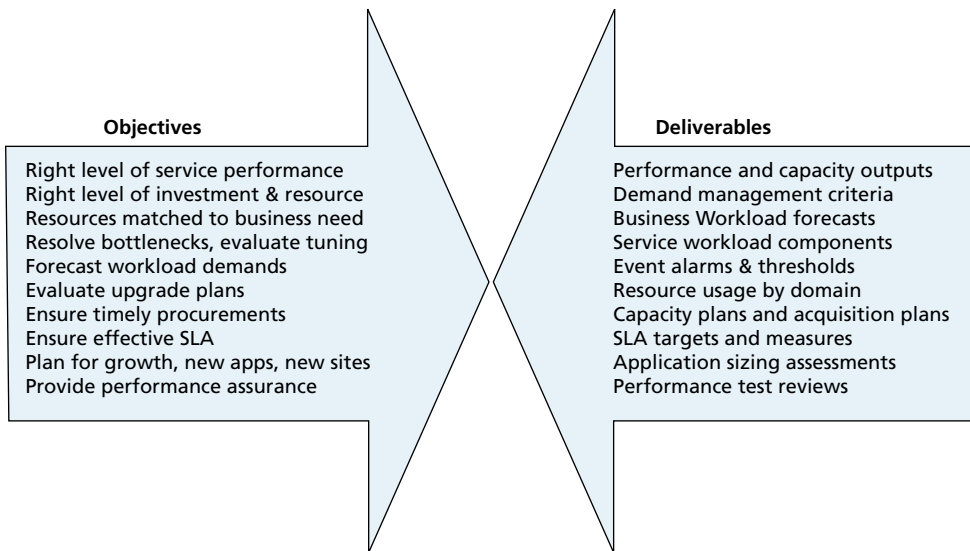 Objectives
Right level of service performance
Right level of investment & resource
Resources matched to business need
Resolve bottlenecks, evaluate tuning
Forecast workload demands
Evaluate upgrade plans
Ensure timely procurements
Ensure effective SLA
Plan for growth, new apps, new sites
Provide performance assurance
Deliverables
Performance and capacity outputs
Demand management criteria
Business Workload forecasts
Service workload components
Event alarms & thresholds
Resource usage by domain
Capacity plans and acquisition plans
SLA targets and measures
Application sizing assessments
Performance test reviews